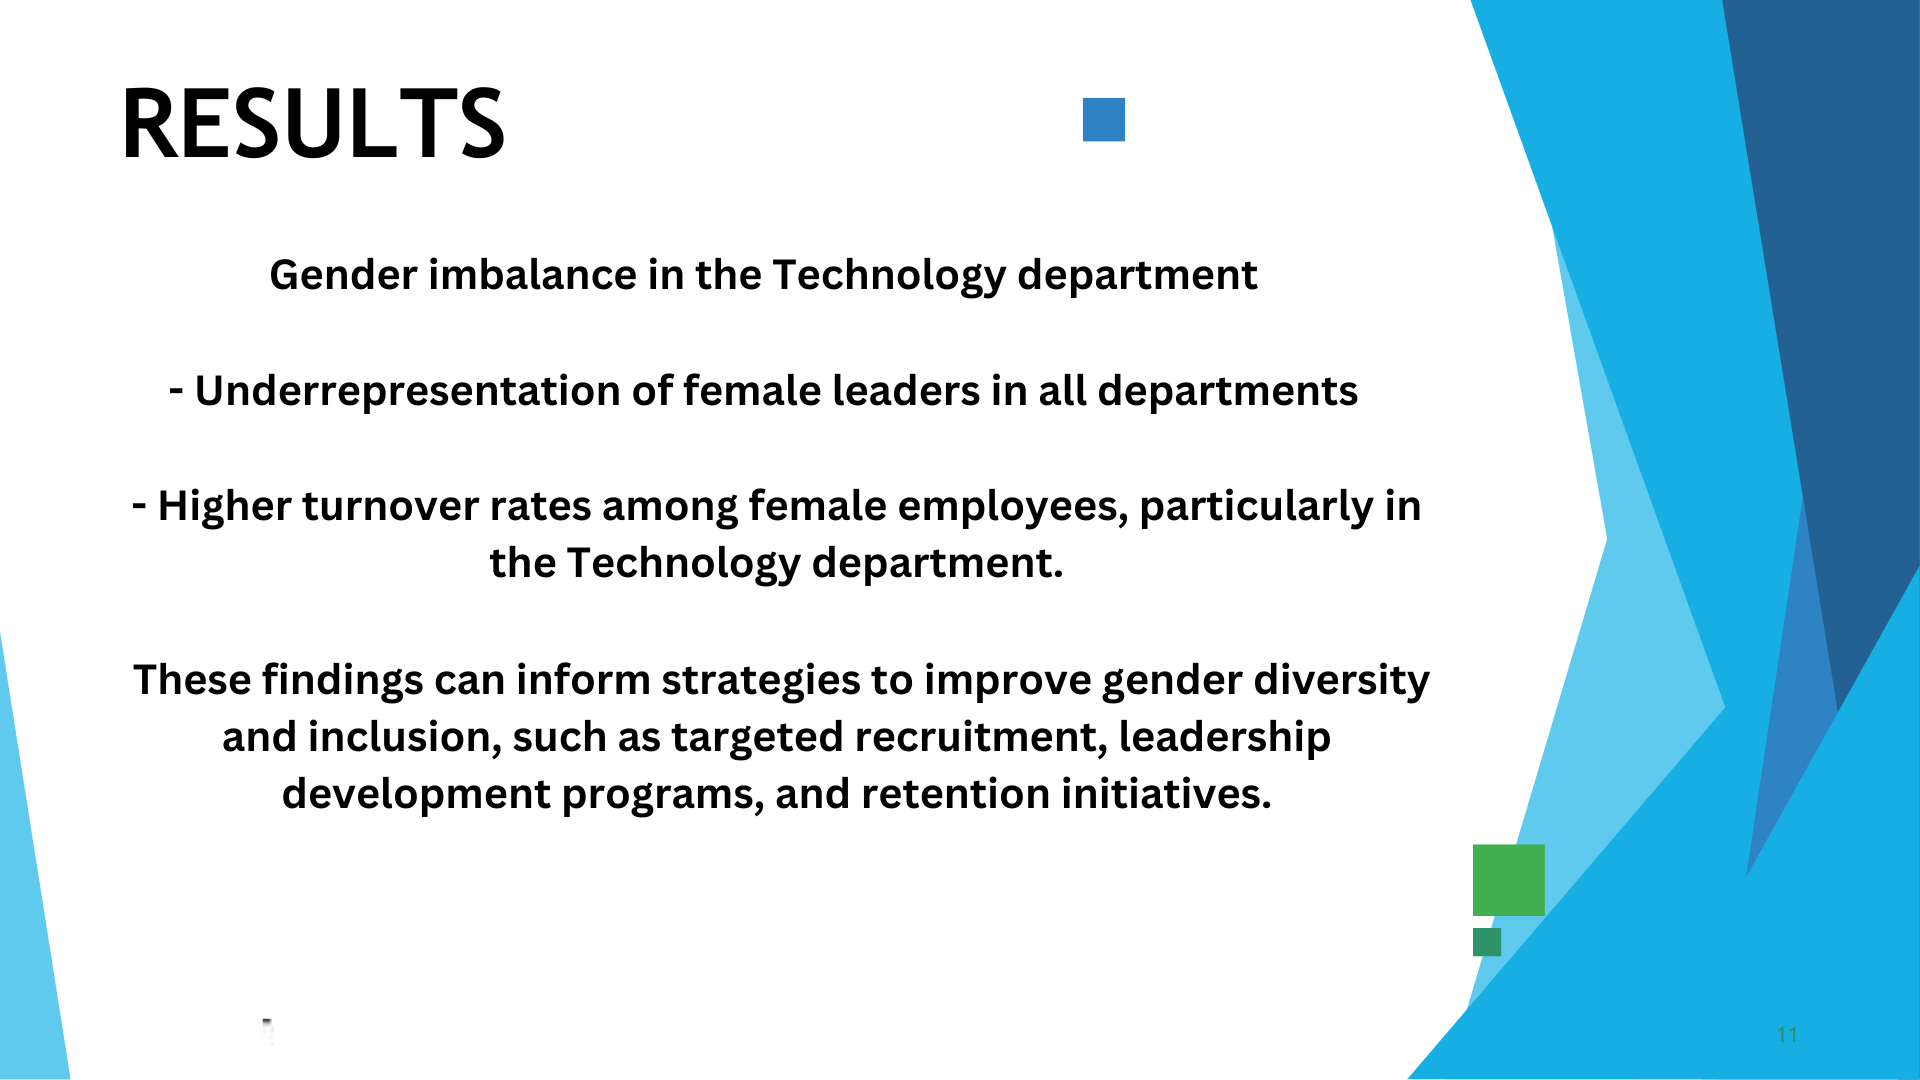 RESULTS
Gender imbalance in the Technology department
- Underrepresentation of female leaders in all departments
- Higher turnover rates among female employees, particularly in
the Technology department.
These findings can inform strategies to improve gender diversity
and inclusion, such as targeted recruitment, leadership
development programs, and retention initiatives.
11